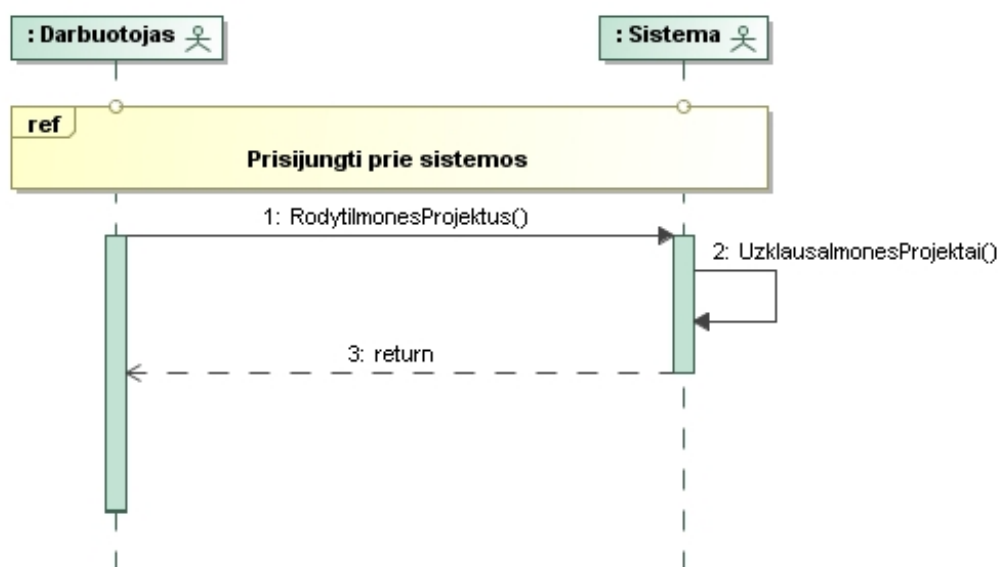 : Darbuotojas
: Sistema
ref
Prisijungti prie sistemos
1: RodytiImonesProjektus()
2: UzklausaImonesProjektai()
3: return